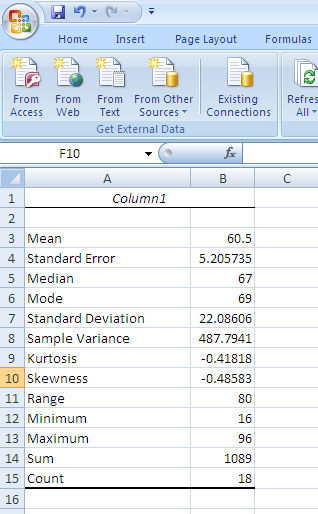 Home Insert Page Layout Formulas
From Access From Web From Text From Other Sources Existing Connections Refres All
Get External Data
F10 fx
A B C
1 Column1
2
3 Mean 60.5
4 Standard Error 5.205735
5 Median 67
6 Mode 69
7 Standard Deviation 22.08606
8 Sample Variance 487.7941
9 Kurtosis -0.41818
10 Skewness -0.48583
11 Range 80
12 Minimum 16
13 Maximum 96
14 Sum 1089
15 Count 18
16